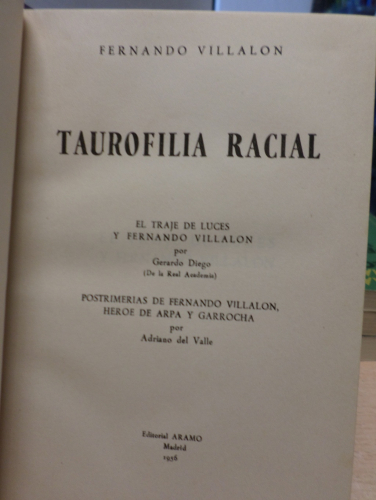 FERNANDO VILLALON
TAUROFILIA RACIAL
EL TRAJE DE LUCES
Y FERNANDO VILLALON
por
Gerardo Diego
(De la Real Academia)
POSTRIMERIAS DE FERNANDO VILLALON,
HEROE DE ARPA Y GARROCHA
por
Adriano del Valle
Editorial ARAMO
Madrid
1956